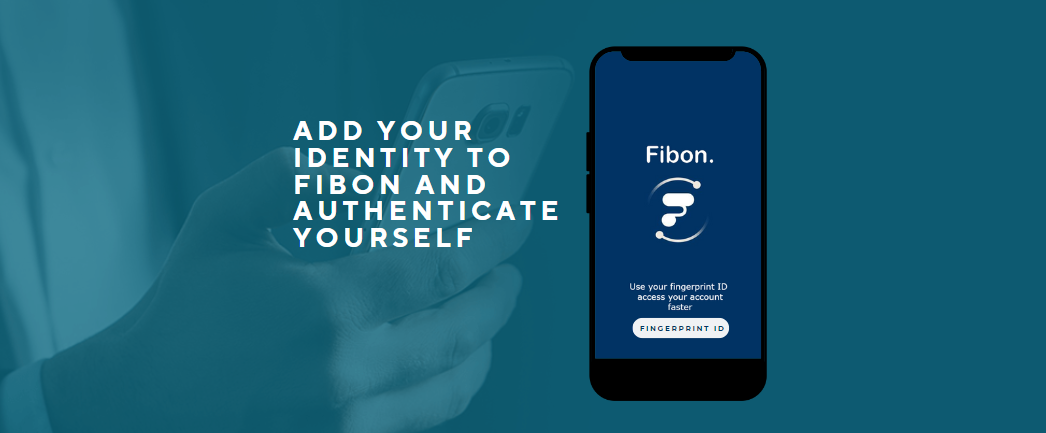 ADD YOUR
IDENTITY TO
FIBON AND
AUTHENTICATE
YOURSELF
Fibon.
Use your fingerprint ID
access your account
faster
FINGERPRINT ID